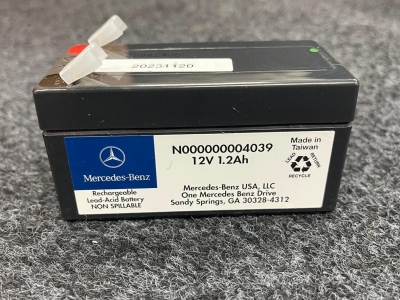 20231120
Mercedes-Benz
Rechargeable
Lead-Acid Battery
NON SPILLABLE
N000000004039
12V 1.2Ah
Mercedes-Benz USA, LLC
One Mercedes Benz Drive
Sandy Springs, GA 30328-4312
Made in
Taiwan
LEAD RETURN
RECYCLE